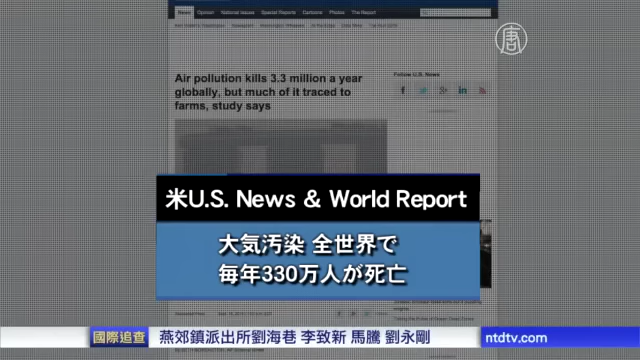 News Opinion National Issues Special Reports Cartoons Photos The Report
唐
Air pollution kills 3.3 million a year
globally, but much of it traced to
farms, study says
Follow U.S. News
米U.S. News & World Report
大気汚染 全世界で
毎年330万人が死亡
國際追查
燕郊鎮派出所劉海巷 李致新 馬騰 劉永剛
ntdtv.com